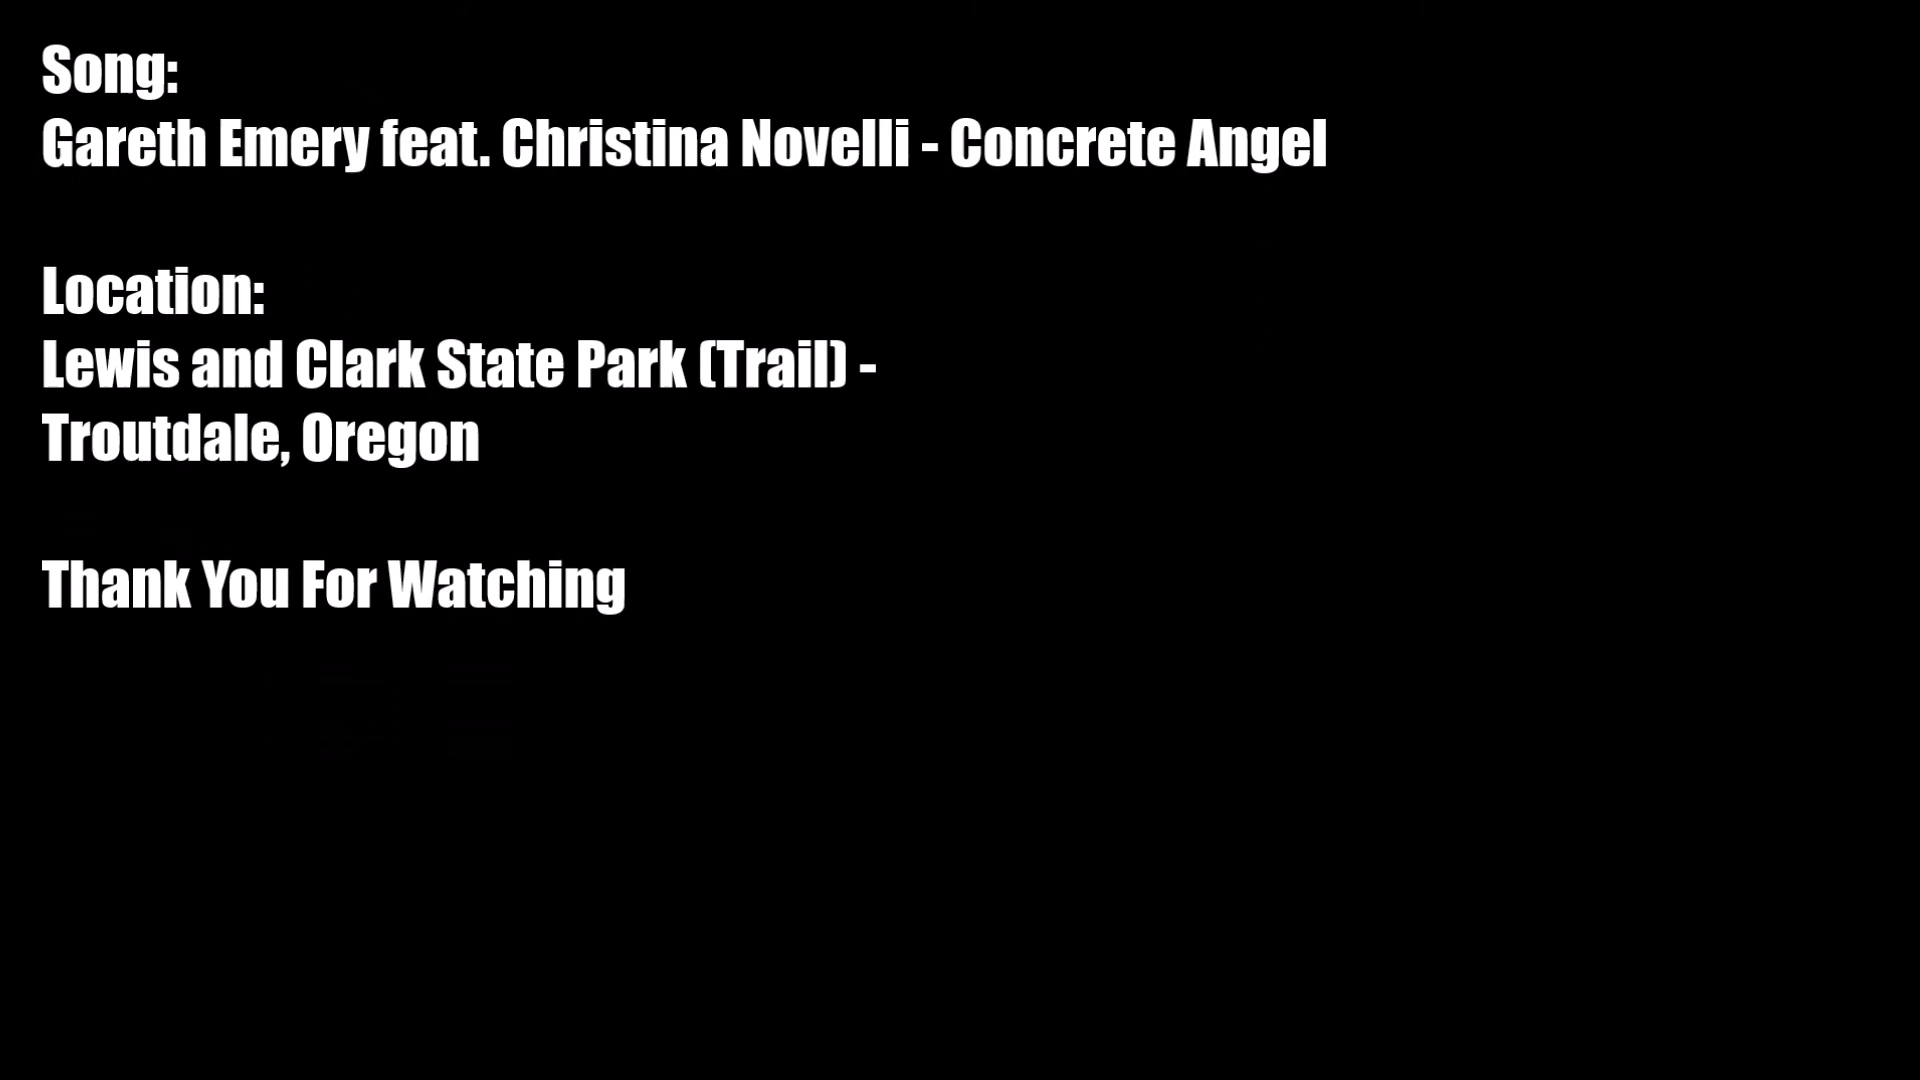 Song:
Gareth Emery feat. Christina Novelli - Concrete Angel
Location:
Lewis and Clark State Park (Trail) -
Troutdale, Oregon
Thank You For Watching